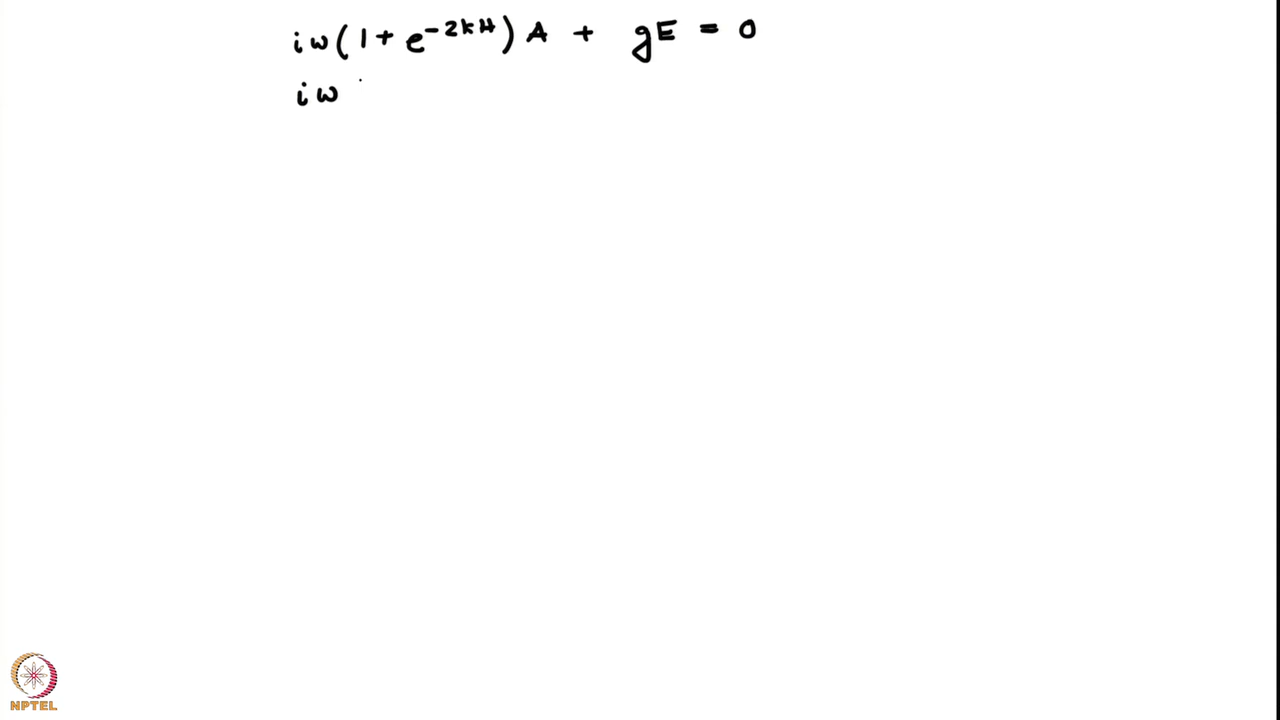 iω(1 + e^{-2kH}) A + gE = 0
iω
NPTEL